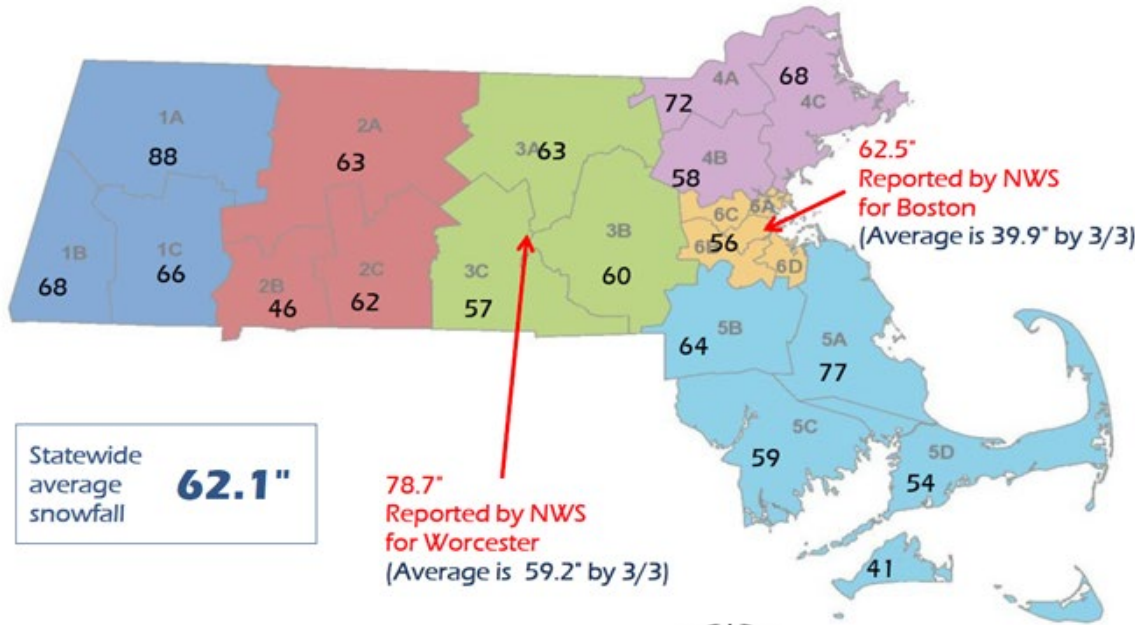 4A
68
72
4C
1A
2A
88
63
3A 63
4B
58
62.5"
Reported by NWS
for Boston
(Average is 39.9" by 3/3)
6C
6A
56
6D
1B
1C
68
66
2B
2C
46
62
3B
3C
60
57
5B
64
5A
77
5C
59
5D
54
41
Statewide
average
snowfall
62.1"
78.7"
Reported by NWS
for Worcester
(Average is 59.2" by 3/3)